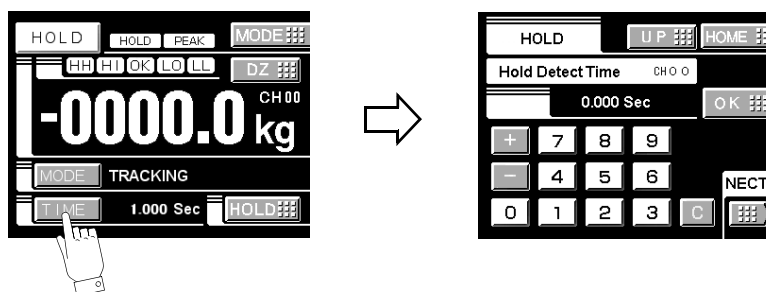 HOLD HOLD PEAK MODE
HH HI OK LO LL DZ
CH00
-0000.0 kg
MODE TRACKING
TIME 1.000 Sec HOLD
HOLD UP HOME
Hold Detect Time CH00
0.000 Sec OK
+ 7 8 9
- 4 5 6 NECT
0 1 2 3 C